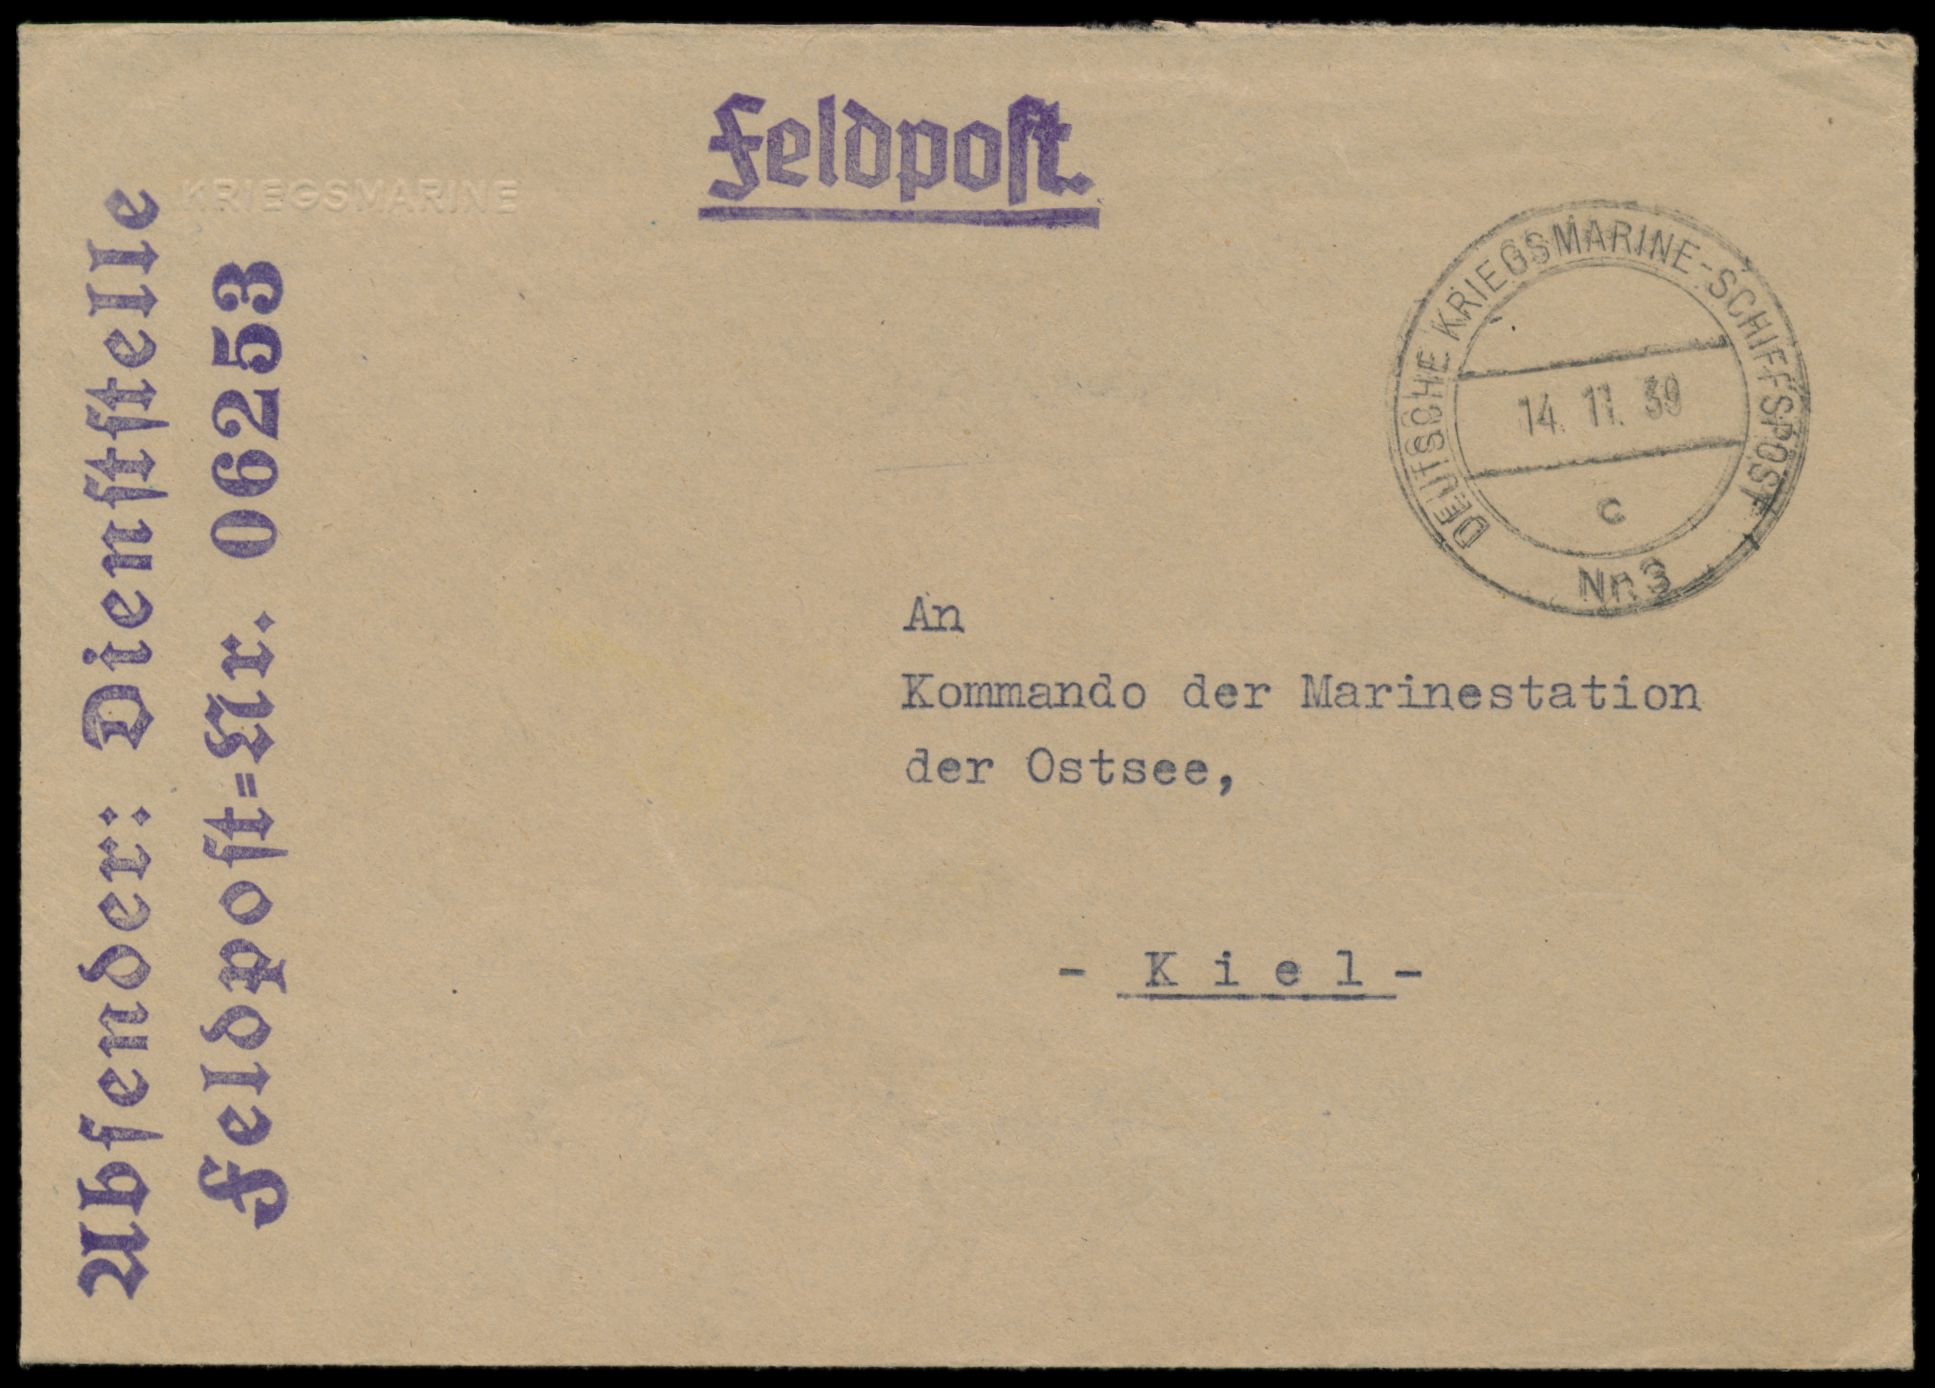 Feldpost.
KRIEGSMARINE
Absender: Dienststelle
Feldpost=Nr. 06253
DEUTSCHE KRIEGSMARINE-SCHIFFSPOST
14. 11. 39
c
Nr. 3
An
Kommando der Marinestation
der Ostsee,
- K i e l -